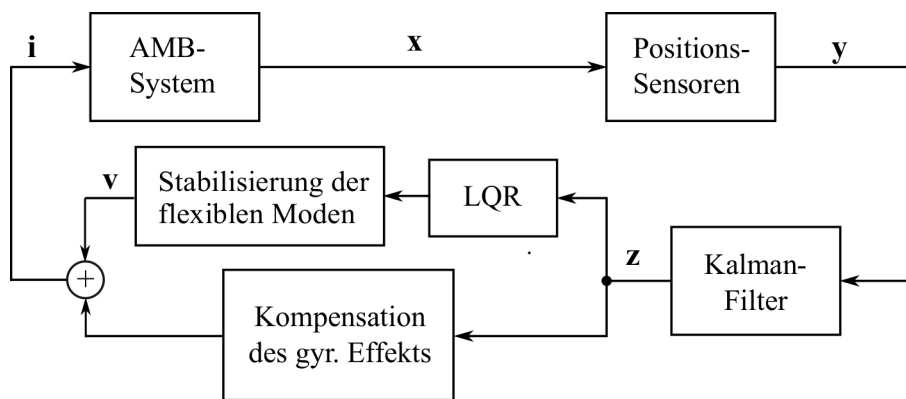 i
AMB-
System
x
Positions-
Sensoren
y
v
Stabilisierung der
flexiblen Moden
LQR
z
Kalman-
Filter
+
Kompensation
des gyr. Effekts